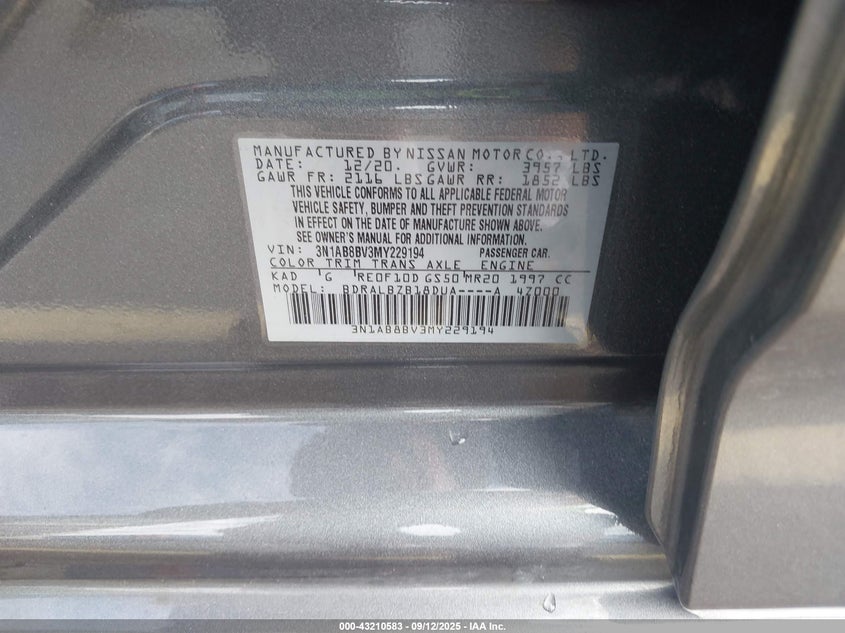 MANUFACTURED BY NISSAN MOTOR CO., LTD.
DATE: 12/20. GVWR: 3957 LBS
GAWR FR: 2116 LBS GAWR RR: 1852 LBS
THIS VEHICLE CONFORMS TO ALL APPLICABLE FEDERAL MOTOR
VEHICLE SAFETY, BUMPER AND THEFT PREVENTION STANDARDS
IN EFFECT ON THE DATE OF MANUFACTURE SHOWN ABOVE.
SEE OWNER'S MANUAL FOR ADDITIONAL INFORMATION.
VIN: 3N1AB8BV3MY229194 PASSENGER CAR.
COLOR TRIM TRANS AXLE ENGINE
KAD G RE0F10D GS50 MR20 1997 CC
MODEL: BDRALBZB18DUA----A 47000
3N1AB8BV3MY229194
000-43210583 - 09/12/2025 - IAA Inc.